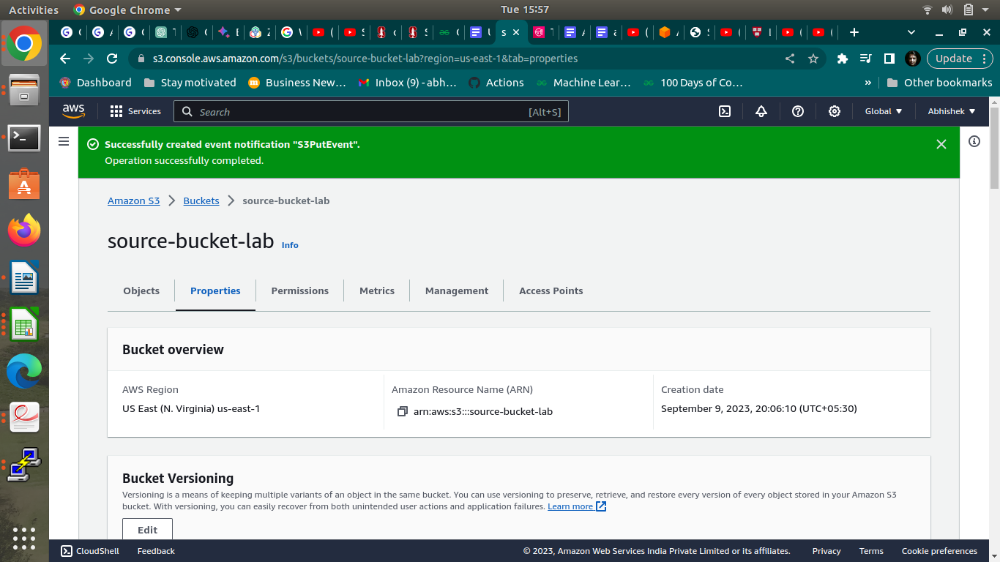 Activities Google Chrome Tue 15:57
s3.console.aws.amazon.com/s3/buckets/source-bucket-lab?region=us-east-1&tab=properties Update
Dashboard Stay motivated Business New... Inbox (9) - abh... Actions Machine Lear... 100 Days of Co... » Other bookmarks
aws Services Search [Alt+S] Global Abhishek
Successfully created event notification "S3PutEvent".
Operation successfully completed.
Amazon S3 Buckets source-bucket-lab
source-bucket-lab Info
Objects Properties Permissions Metrics Management Access Points
Bucket overview
AWS Region Amazon Resource Name (ARN) Creation date
US East (N. Virginia) us-east-1 arn:aws:s3:::source-bucket-lab September 9, 2023, 20:06:10 (UTC+05:30)
Bucket Versioning
Versioning is a means of keeping multiple variants of an object in the same bucket. You can use versioning to preserve, retrieve, and restore every version of every object stored in your Amazon S3
bucket. With versioning, you can easily recover from both unintended user actions and application failures. Learn more
Edit
CloudShell Feedback © 2023, Amazon Web Services India Private Limited or its affiliates. Privacy Terms Cookie preferences